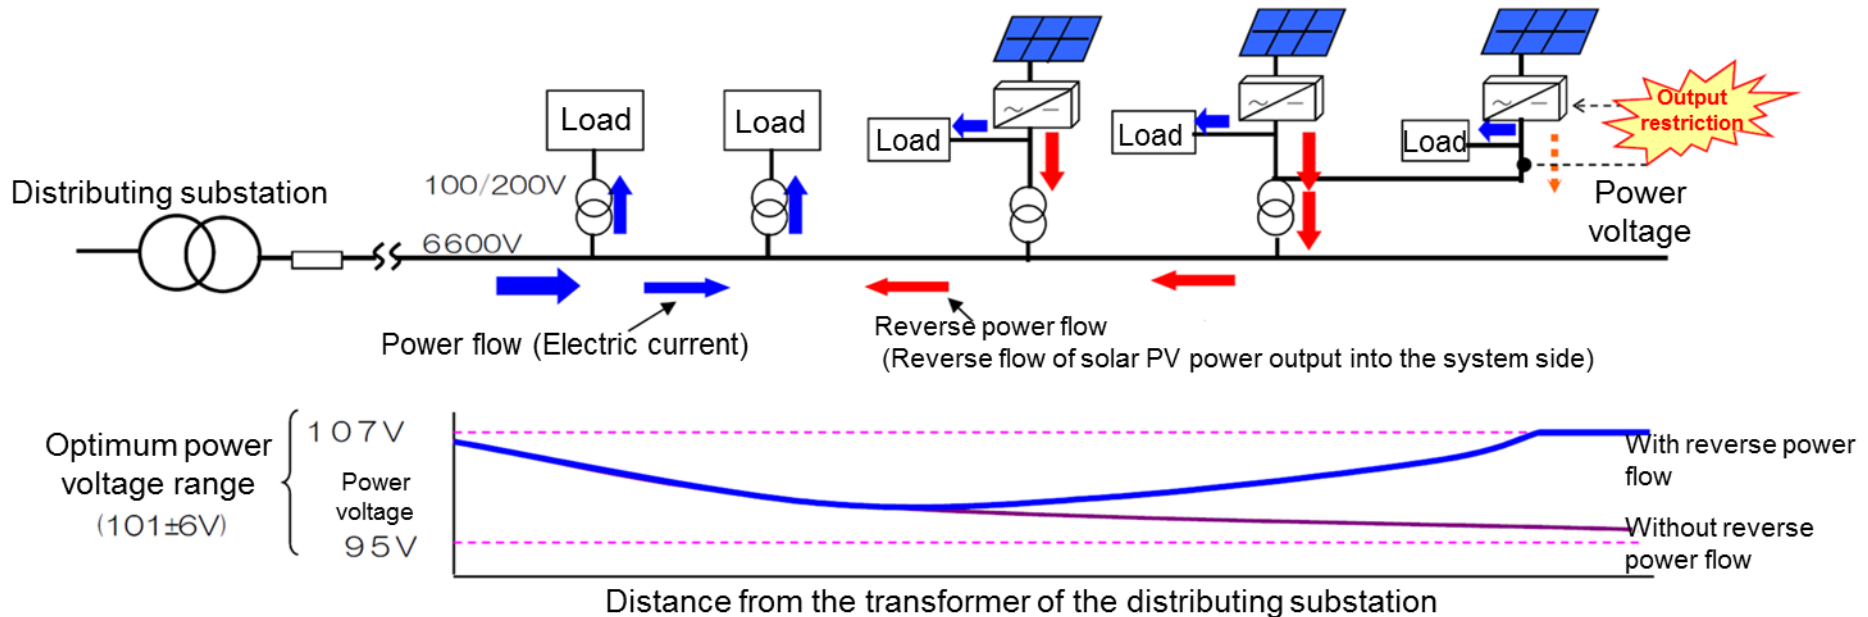 Distributing substation
100/200V
6600V
Load
Load
Load
Load
Load
Output
restriction
Power
voltage
Power flow (Electric current)
Reverse power flow
(Reverse flow of solar PV power output into the system side)
Optimum power
voltage range
(101±6V)
107V
Power
voltage
95V
With reverse power
flow
Without reverse
power flow
Distance from the transformer of the distributing substation